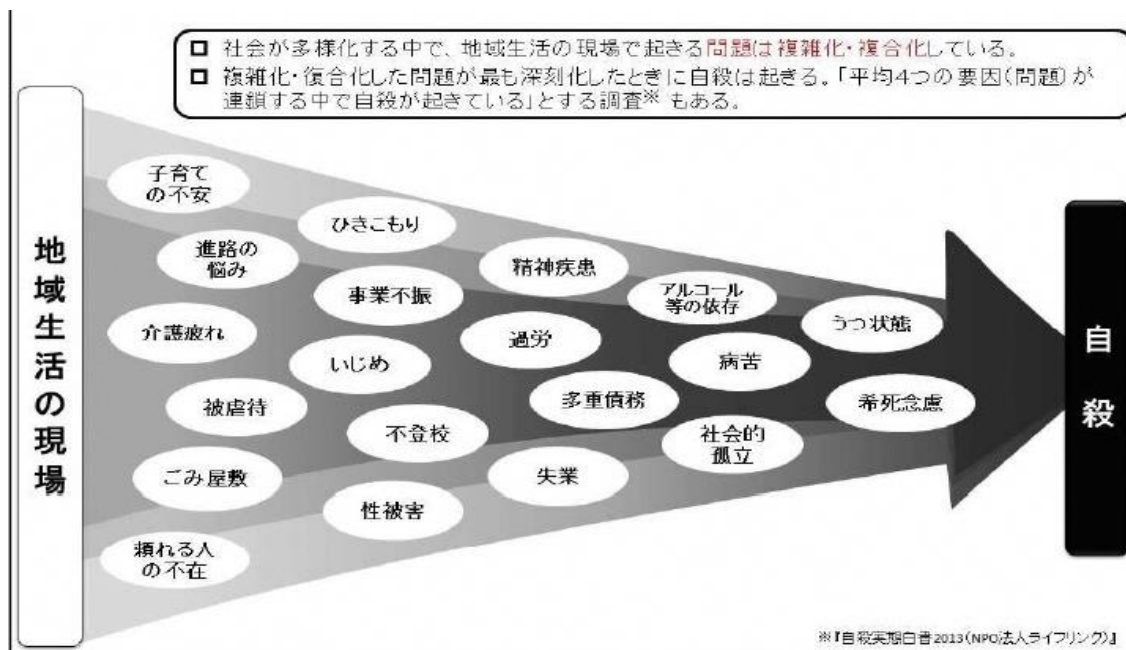 □ 社会が多様化する中で、地域生活の現場で起きる問題は複雑化・複合化している。
□ 複雑化・復合化した問題が最も深刻化したときに自殺は起きる。「平均4つの要因(問題)が
連鎖する中で自殺が起きている」とする調査※ もある。
地域生活の現場
子育て
の不安
進路の
悩み
介護疲れ
被虐待
ごみ屋敷
頼れる人
の不在
ひきこもり
事業不振
いじめ
不登校
性被害
精神疾患
過労
多重債務
失業
アルコール
等の依存
病苦
社会的
孤立
うつ状態
希死念慮
自殺
※『自殺実態白書2013(NPO法人ライフリンク)』